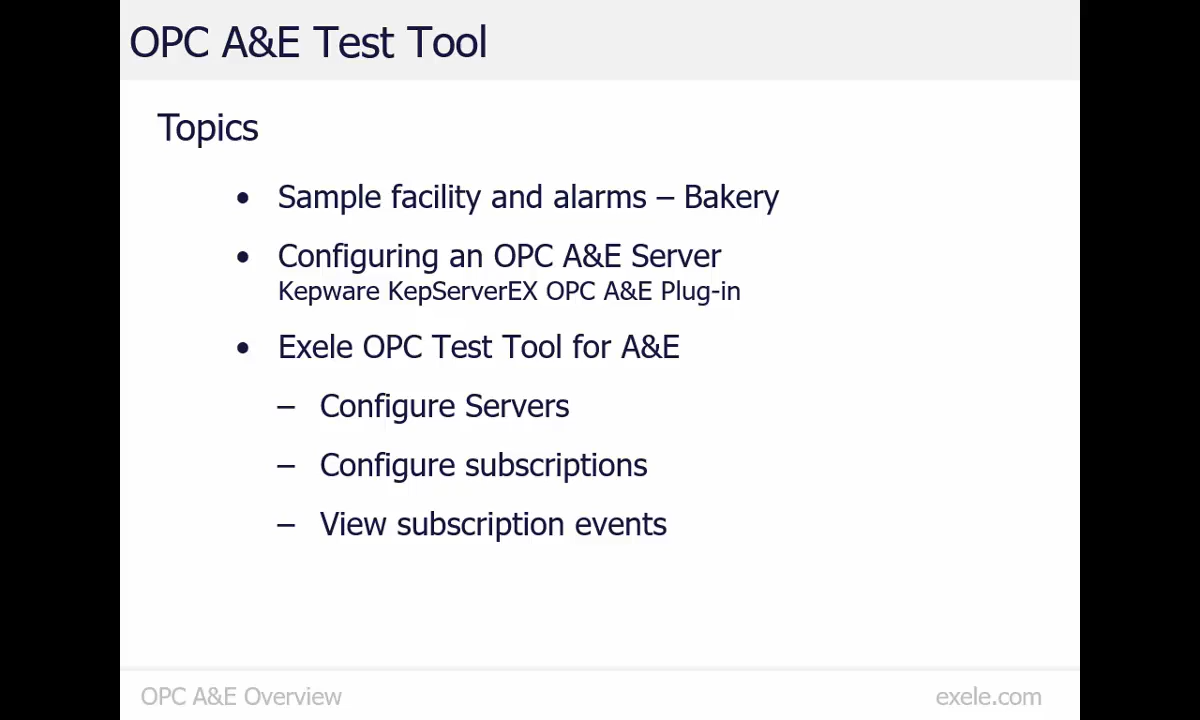 OPC A&E Test Tool
Topics
• Sample facility and alarms – Bakery
• Configuring an OPC A&E Server
Kepware KepServerEX OPC A&E Plug-in
• Exele OPC Test Tool for A&E
– Configure Servers
– Configure subscriptions
– View subscription events
OPC A&E Overview
exele.com